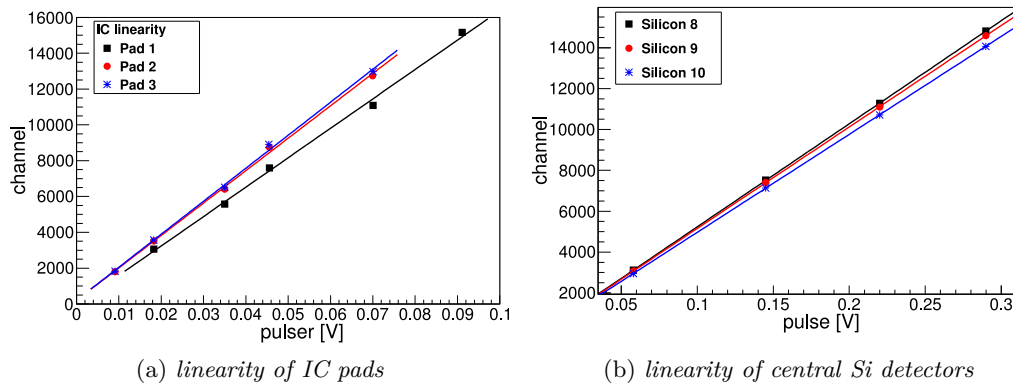 IC linearity
Pad 1
Pad 2
Pad 3
16000
14000
12000
10000
8000
6000
4000
2000
0
channel
0 0.01 0.02 0.03 0.04 0.05 0.06 0.07 0.08 0.09 0.1
pulser [V]
(a) linearity of IC pads
Silicon 8
Silicon 9
Silicon 10
14000
12000
10000
8000
6000
4000
2000
channel
0.05 0.1 0.15 0.2 0.25 0.3
pulse [V]
(b) linearity of central Si detectors